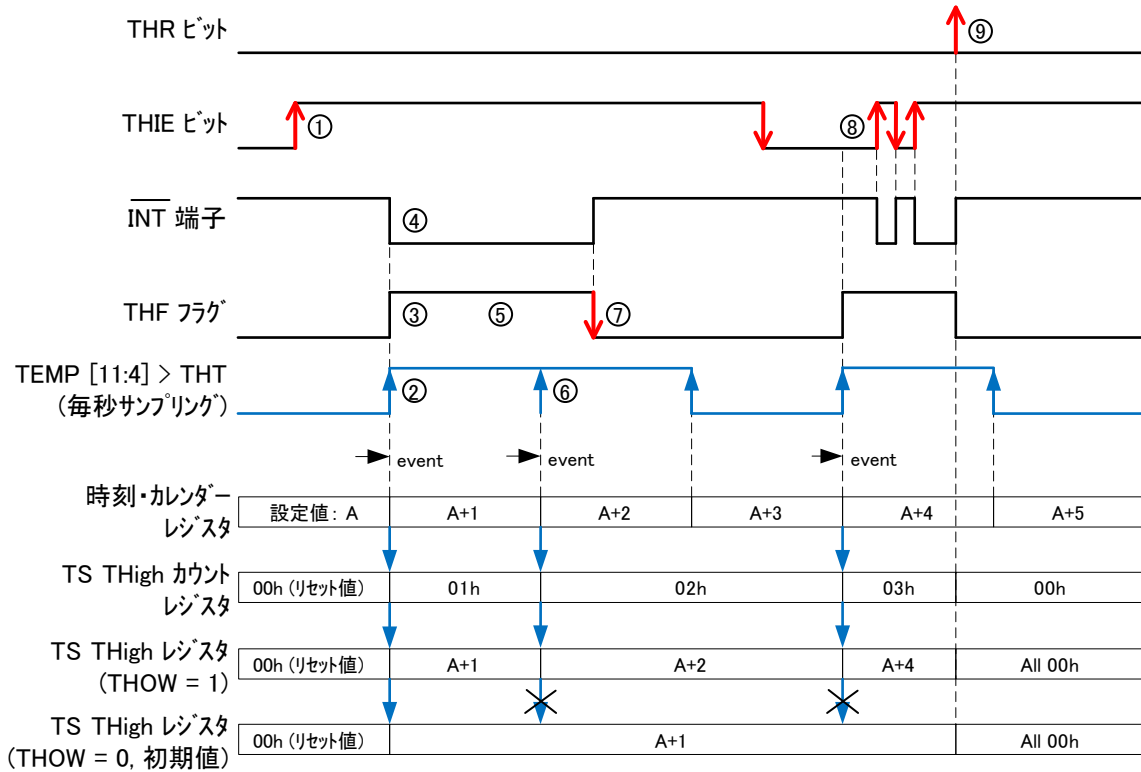 THR ビット
⑨
THIE ビット
①
⑧
INT 端子
④
THF フラグ
③
⑤
⑦
TEMP [11:4] > THT
(毎秒サンプリング)
②
⑥
event
event
event
時刻・カレンダー
レジスタ
設定値: A
A+1
A+2
A+3
A+4
A+5
TS THigh カウント
レジスタ
00h (リセット値)
01h
02h
03h
00h
TS THigh レジスタ
(THOW = 1)
00h (リセット値)
A+1
A+2
A+4
All 00h
TS THigh レジスタ
(THOW = 0, 初期値)
00h (リセット値)
A+1
All 00h